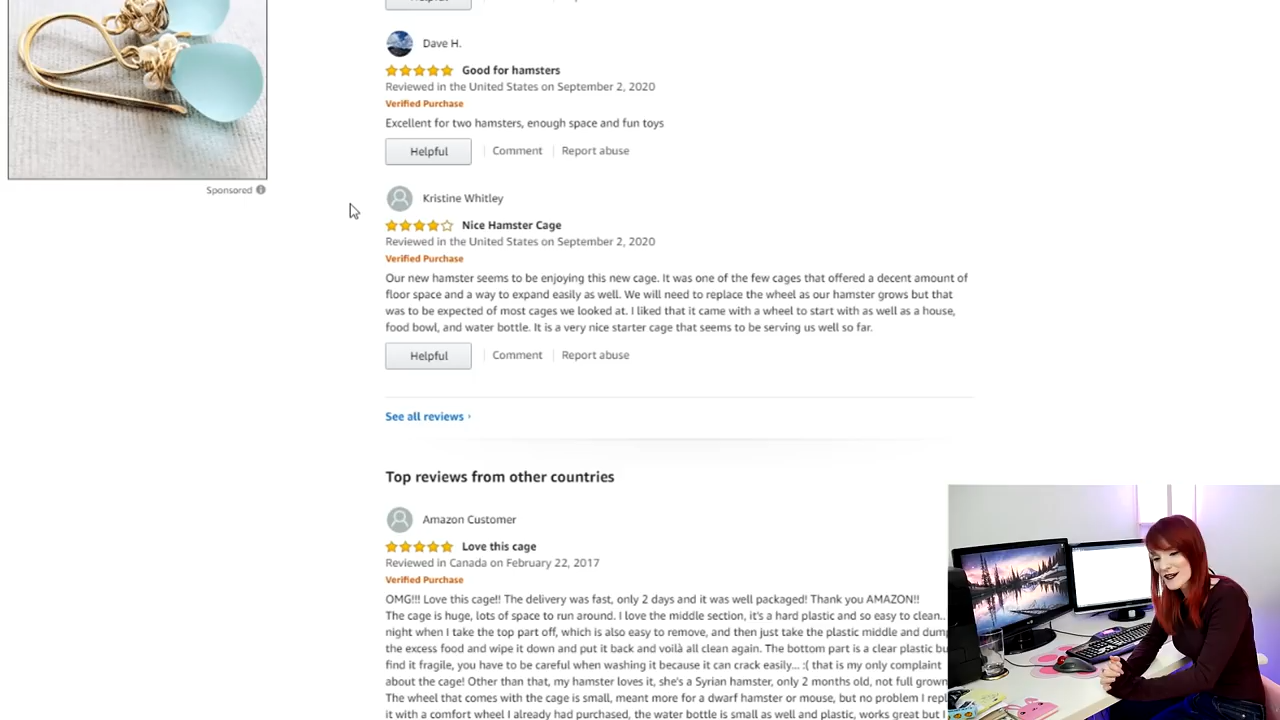 Helpful
Dave H.
Good for hamsters
Reviewed in the United States on September 2, 2020
Verified Purchase
Excellent for two hamsters, enough space and fun toys
Helpful
Comment
Report abuse
Sponsored
Kristine Whitley
Nice Hamster Cage
Reviewed in the United States on September 2, 2020
Verified Purchase
Our new hamster seems to be enjoying this new cage. It was one of the few cages that offered a decent amount of
floor space and a way to expand easily as well. We will need to replace the wheel as our hamster grows but that
was to be expected of most cages we looked at. I liked that it came with a wheel to start with as well as a house,
food bowl, and water bottle. It is a very nice starter cage that seems to be serving us well so far.
Helpful
Comment
Report abuse
See all reviews ›
Top reviews from other countries
Amazon Customer
Love this cage
Reviewed in Canada on February 22, 2017
Verified Purchase
OMG!!! Love this cage!! The delivery was fast, only 2 days and it was well packaged! Thank you AMAZON!!
The cage is huge, lots of space to run around. I love the middle section, it's a hard plastic and so easy to clean..
night when I take the top part off, which is also easy to remove, and then just take the plastic middle and
the excess food and wipe it down and put it back and voilà all clean again. The bottom part is a clear plastic
find it fragile, you have to be careful when washing it because it can crack easily... :( that is my only complaint
about the cage! Other than that, my hamster loves it, she's a Syrian hamster, only 2 months old, not full grown
The wheel that comes with the cage is small, meant more for a dwarf hamster or mouse, but no problem I
it with a comfort wheel I already had purchased, the water bottle is small as well and plastic, works great but I